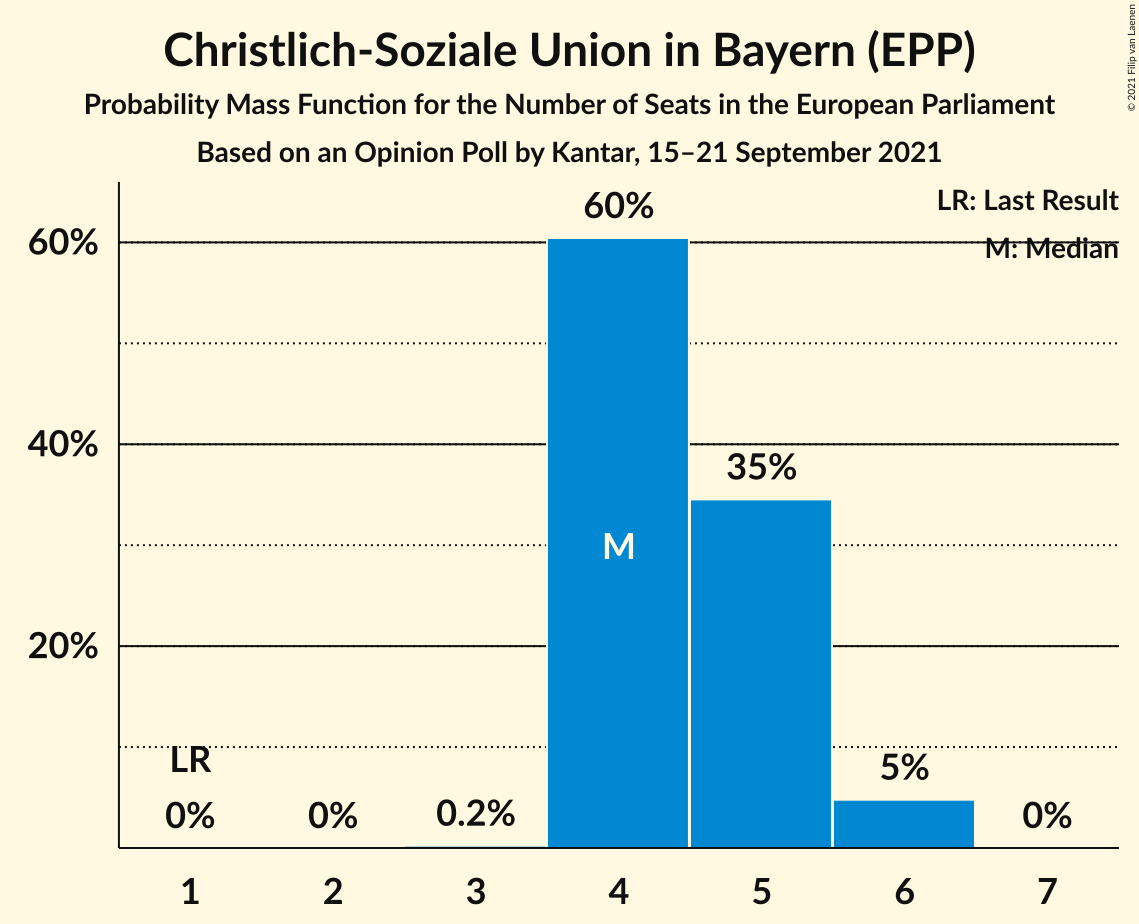 Christlich-Soziale Union in Bayern (EPP)
Probability Mass Function for the Number of Seats in the European Parliament
Based on an Opinion Poll by Kantar, 15–21 September 2021
© 2021 Filip van Laenen
LR: Last Result
M: Median
60%
60%
40%
35%
M
20%
LR
5%
0%
0%
0.2%
0%
1
2
3
4
5
6
7